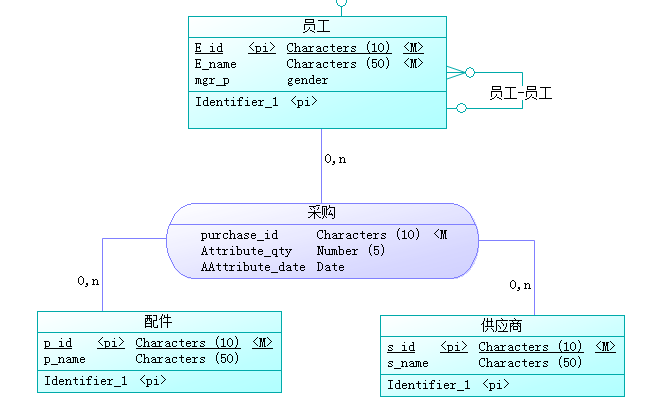 员工
E_id <pi> Characters (10) <M>
E_name Characters (50) <M>
mgr_p gender
Identifier_1 <pi>
员工-员工
0,n
采购
purchase_id Characters (10) <M
Attribute_qty Number (5)
AAttribute_date Date
0,n
0,n
配件
p_id <pi> Characters (10) <M>
p_name Characters (50)
Identifier_1 <pi>
供应商
s_id <pi> Characters (10) <M>
s_name Characters (50)
Identifier_1 <pi>